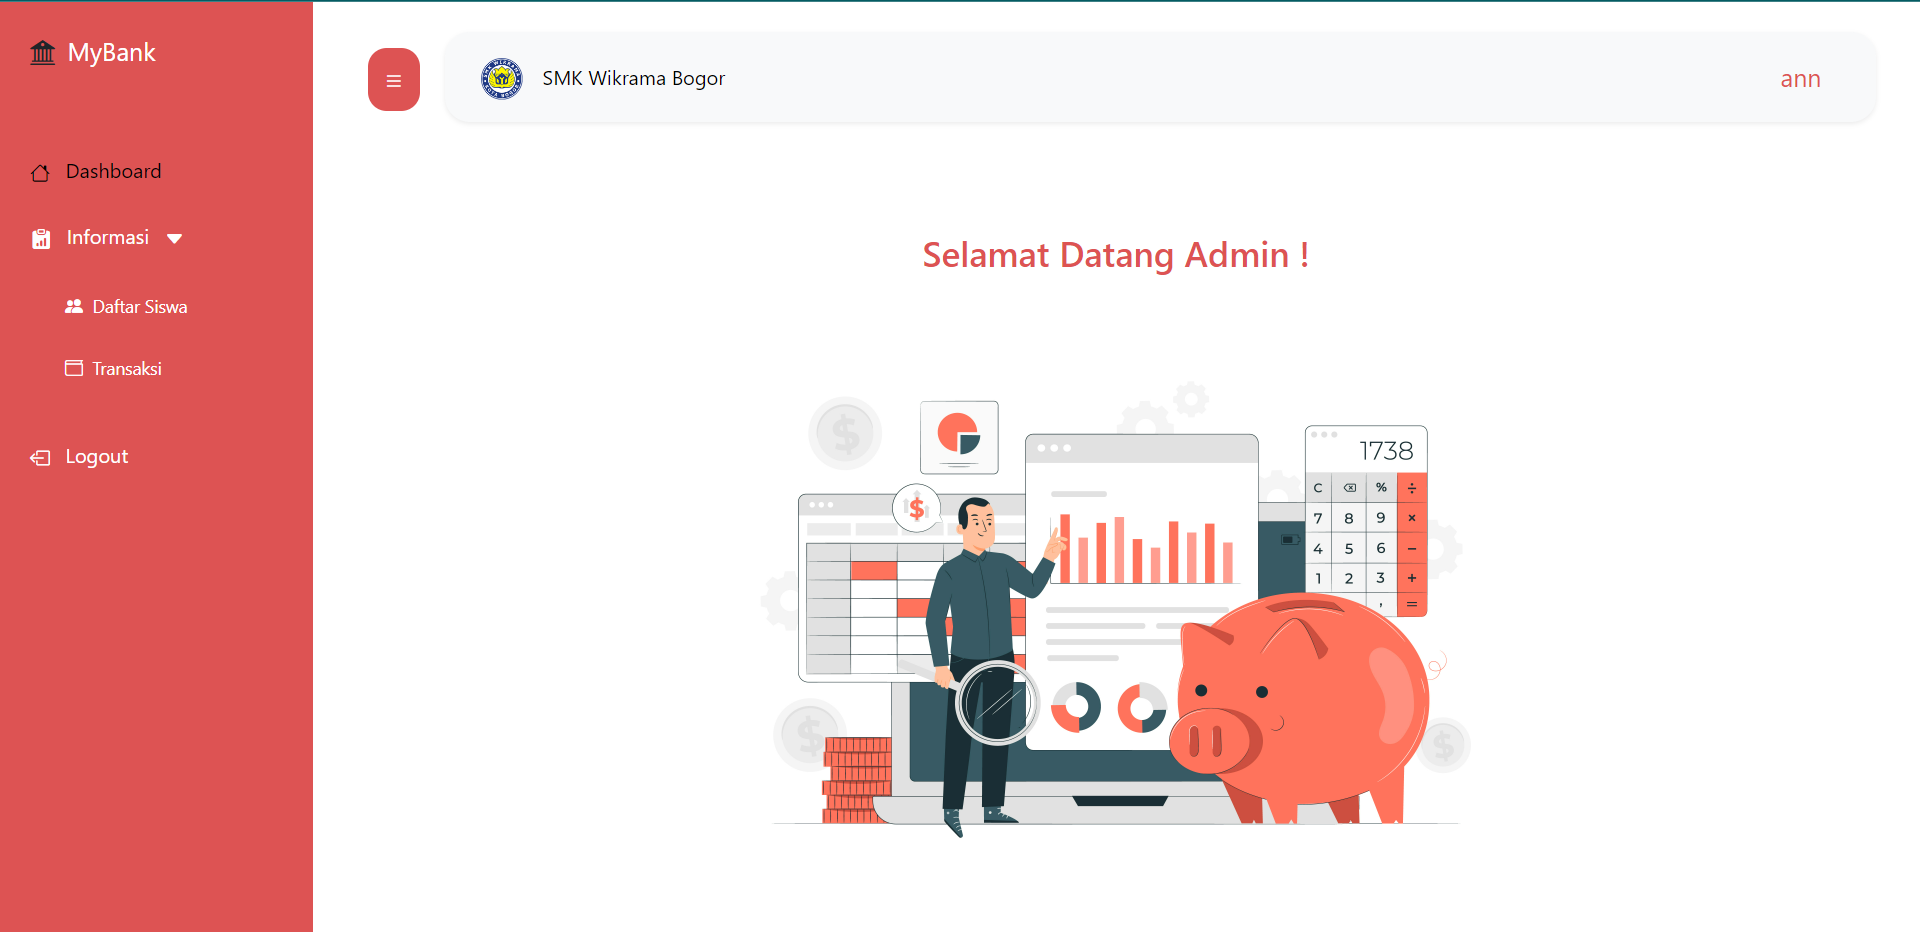 MyBank
Dashboard
Informasi
Daftar Siswa
Transaksi
Logout
SMK Wikrama Bogor
ann
Selamat Datang Admin !
$
$
1738
C % ÷
7 8 9 ×
4 5 6 −
1 2 3 +
, =
$
$